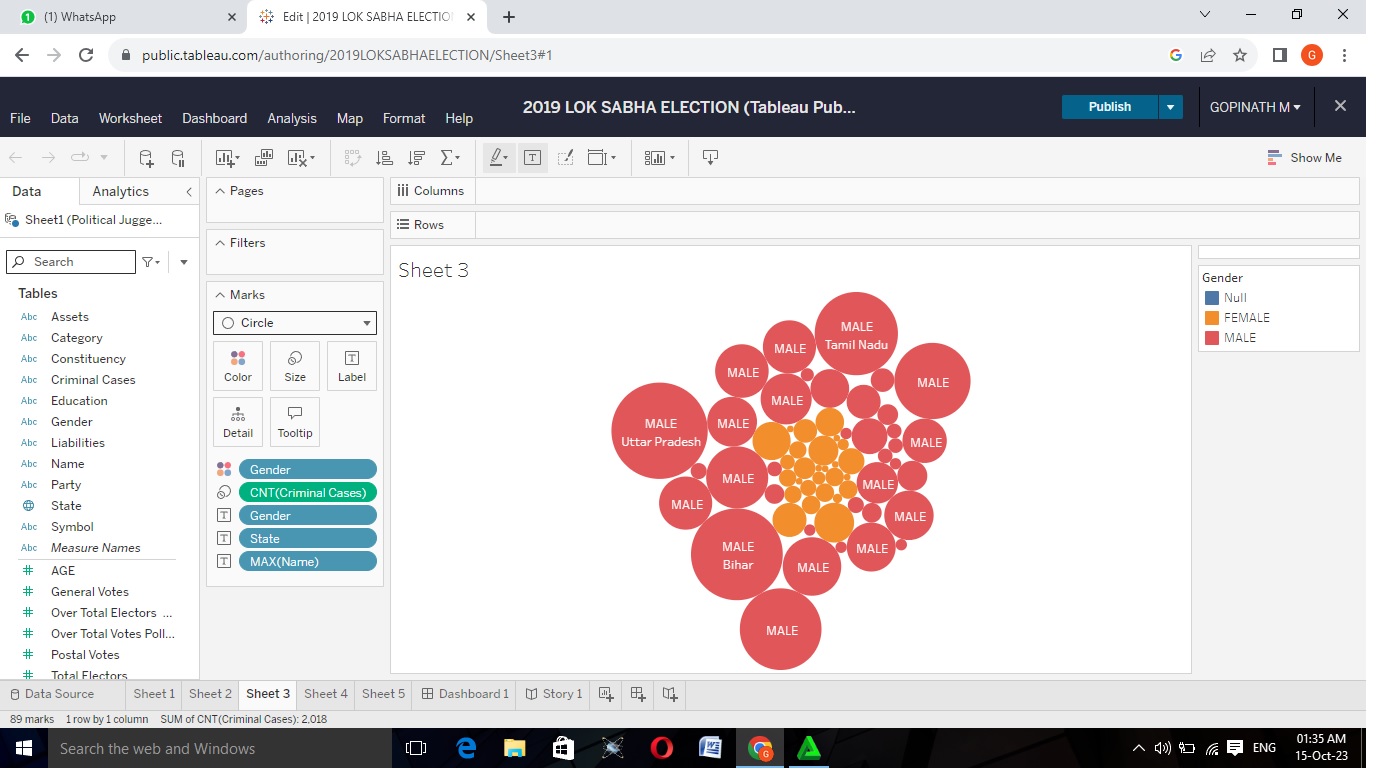 (1) WhatsApp
Edit | 2019 LOK SABHA ELECTIO
public.tableau.com/authoring/2019LOKSABHAELECTION/Sheet3#1
G
2019 LOK SABHA ELECTION (Tableau Pub...
Publish
GOPINATH M
File Data Worksheet Dashboard Analysis Map Format Help
Show Me
Data Analytics
Pages
Columns
Sheet1 (Political Jugge...
Rows
Filters
Search
Sheet 3
Gender
Null
FEMALE
MALE
Tables
Marks
Abc Assets
Circle
Abc Category
Abc Constituency
Color Size Label
Abc Criminal Cases
Abc Education
Abc Gender
Detail Tooltip
Abc Liabilities
Abc Name
Gender
Abc Party
CNT(Criminal Cases)
State
Gender
Abc Symbol
State
Abc Measure Names
MAX(Name)
# AGE
# General Votes
# Over Total Electors ...
# Over Total Votes Poll...
# Postal Votes
# Total Electors
MALE
Tamil Nadu
MALE
MALE
MALE
MALE
MALE
Uttar Pradesh
MALE
MALE
MALE
MALE
MALE
MALE
MALE
Bihar
MALE
MALE
MALE
Data Source Sheet 1 Sheet 2 Sheet 3 Sheet 4 Sheet 5 Dashboard 1 Story 1
89 marks 1 row by 1 column SUM of CNT(Criminal Cases): 2,018
Search the web and Windows
ENG
01:35 AM
15-Oct-23